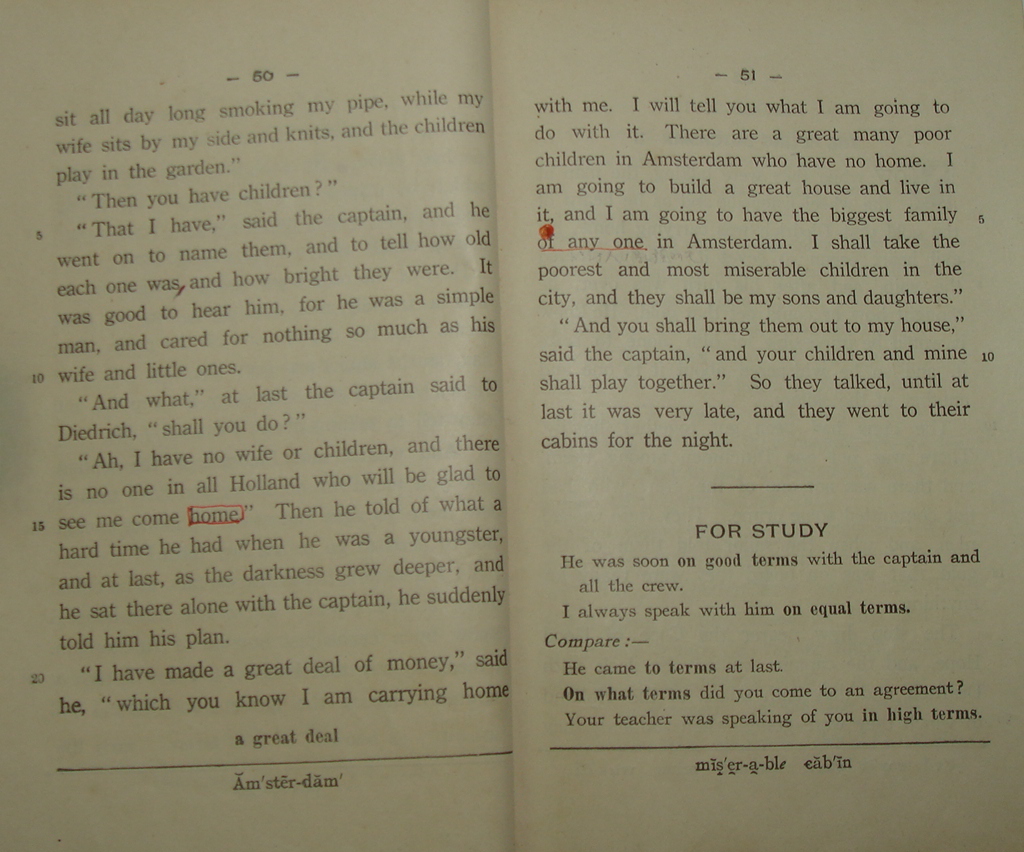 — 50 —
sit all day long smoking my pipe, while my
wife sits by my side and knits, and the children
play in the garden.”
“Then you have children?”
5 “That I have,” said the captain, and he
went on to name them, and to tell how old
each one was, and how bright they were. It
was good to hear him, for he was a simple
man, and cared for nothing so much as his
10 wife and little ones.
“And what,” at last the captain said to
Diedrich, “shall you do?”
“Ah, I have no wife or children, and there
is no one in all Holland who will be glad to
15 see me come home” Then he told of what a
hard time he had when he was a youngster,
and at last, as the darkness grew deeper, and
he sat there alone with the captain, he suddenly
told him his plan.
20 “I have made a great deal of money,” said
he, “which you know I am carrying home
a great deal
Ăm′stẽr-dăm′
— 51 —
with me. I will tell you what I am going to
do with it. There are a great many poor
children in Amsterdam who have no home. I
am going to build a great house and live in
it, and I am going to have the biggest family 5
of any one in Amsterdam. I shall take the
poorest and most miserable children in the
city, and they shall be my sons and daughters.”
“And you shall bring them out to my house,”
said the captain, “and your children and mine 10
shall play together.” So they talked, until at
last it was very late, and they went to their
cabins for the night.
FOR STUDY
He was soon on good terms with the captain and
all the crew.
I always speak with him on equal terms.
Compare :—
He came to terms at last.
On what terms did you come to an agreement?
Your teacher was speaking of you in high terms.
mĭs̱′ẽr-ạ-ble căb′ĭn